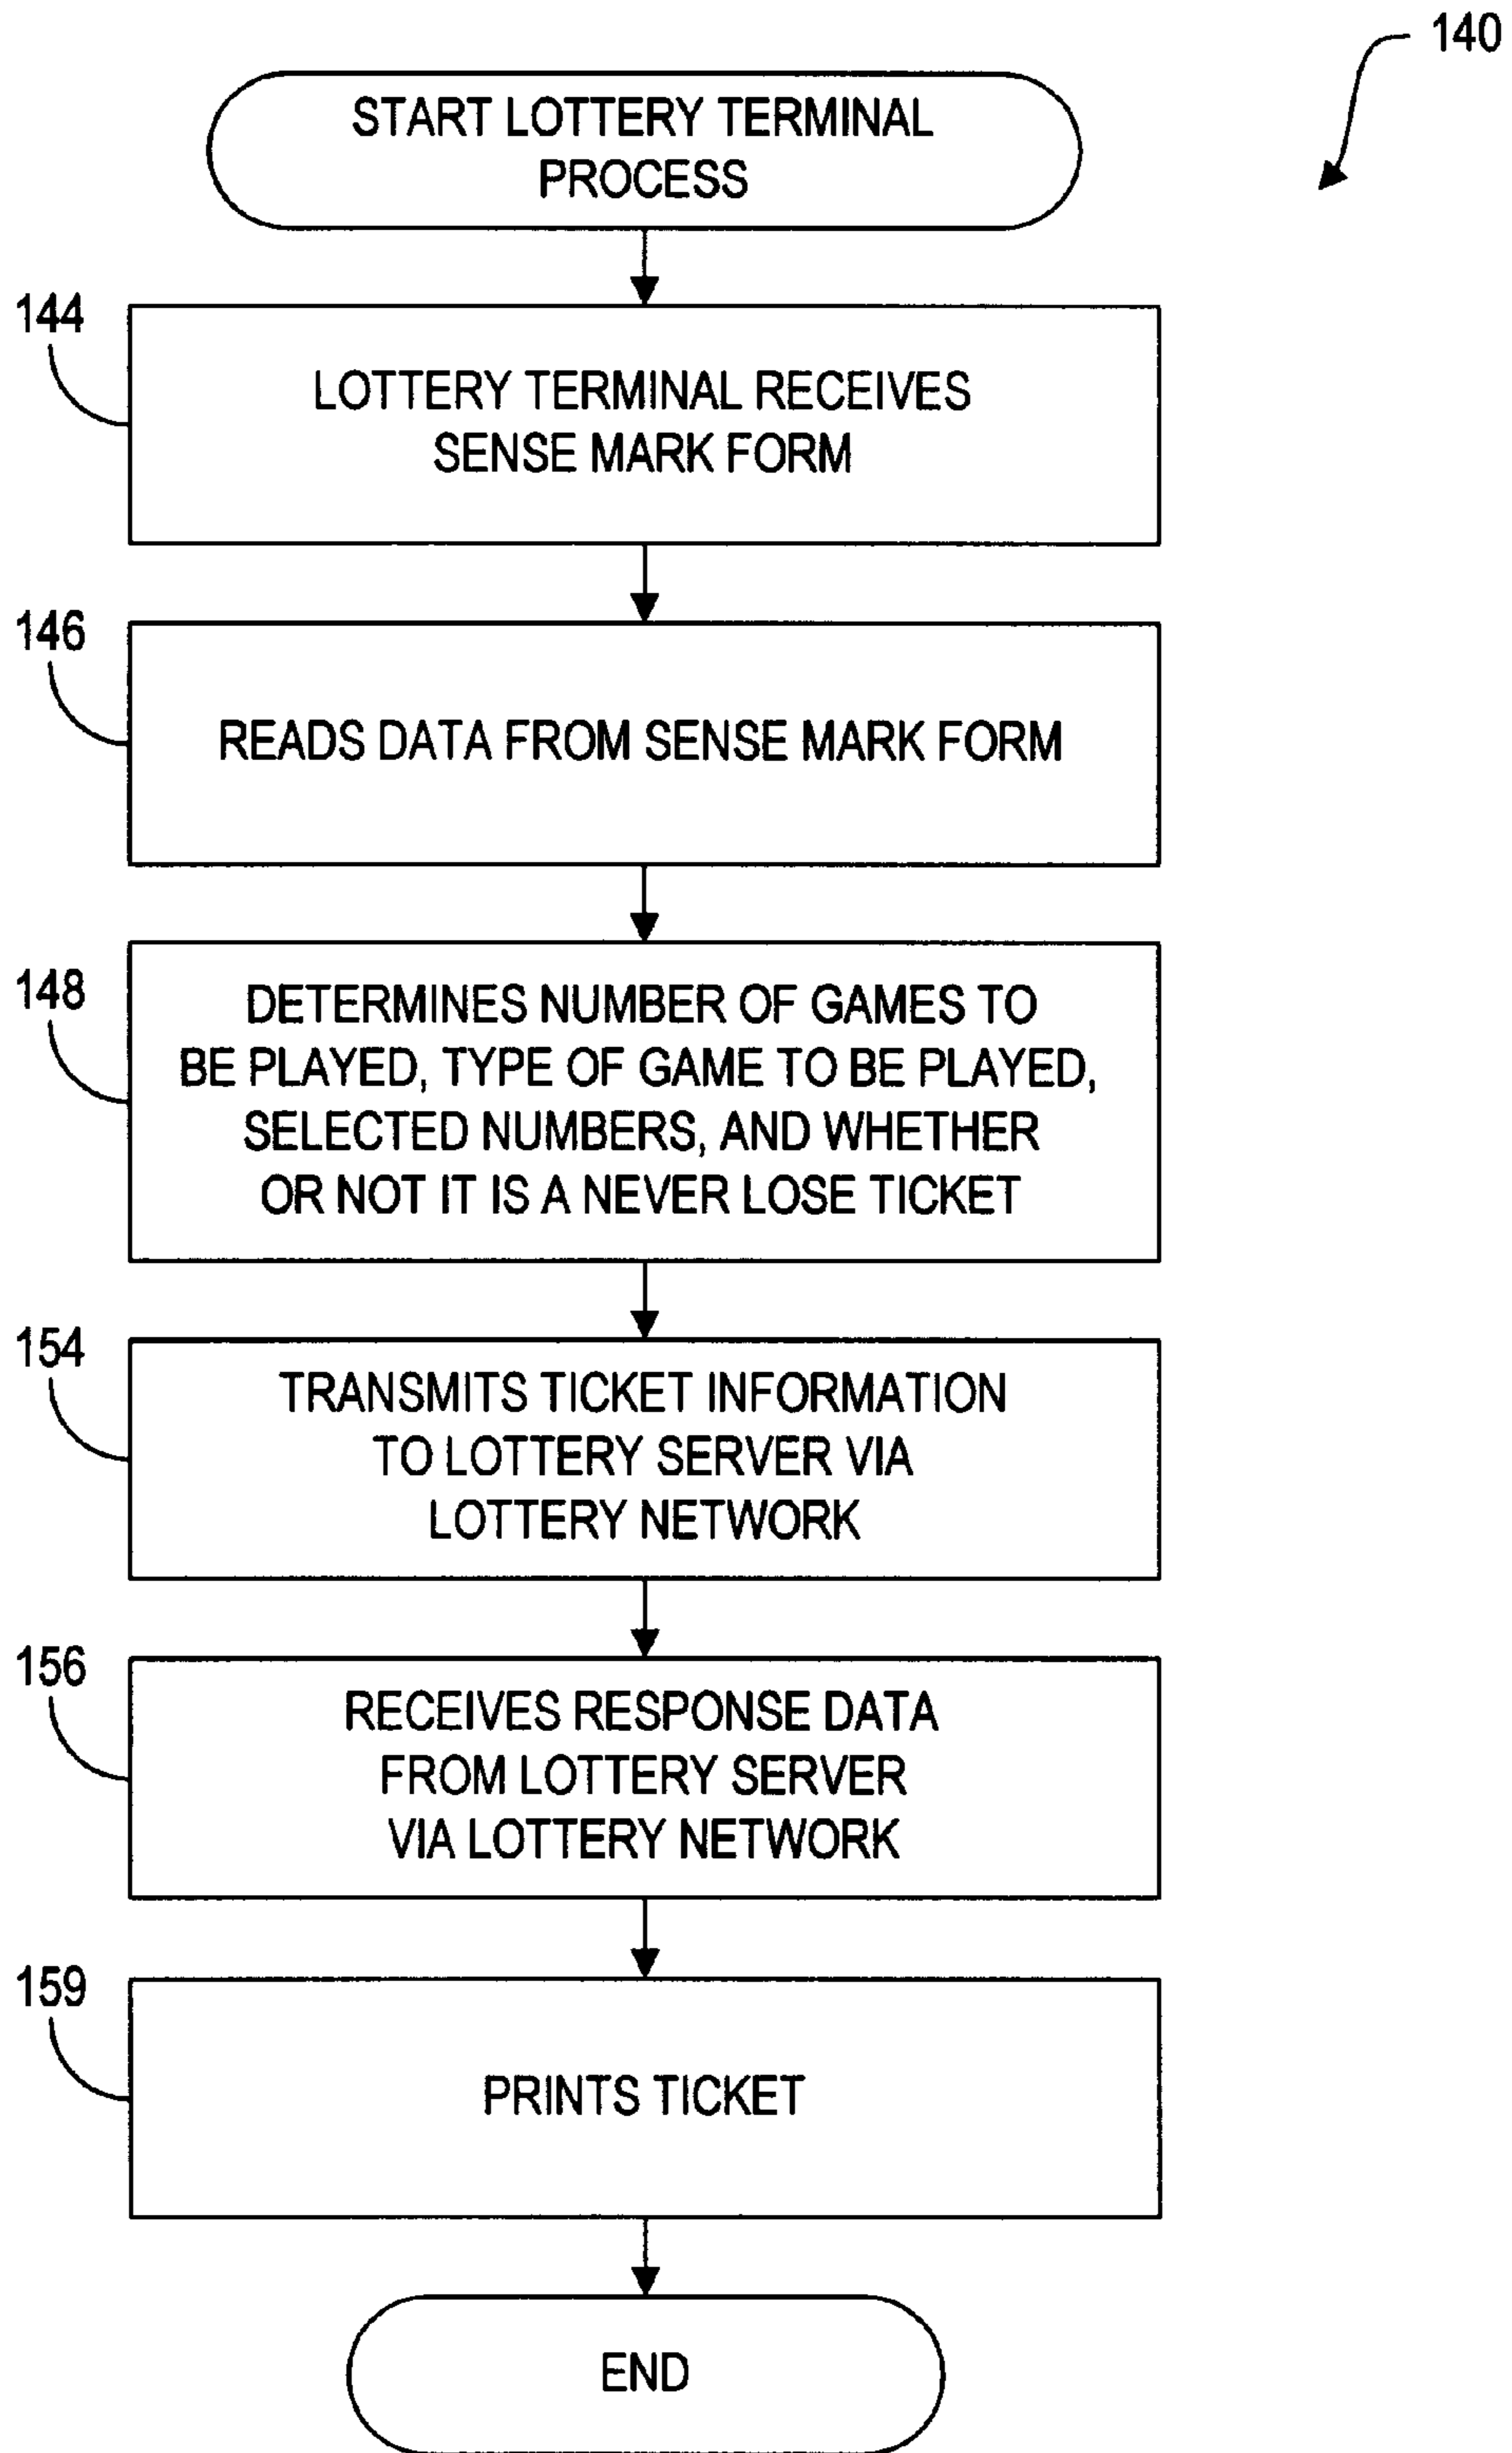 140
START LOTTERY TERMINAL
PROCESS
144
LOTTERY TERMINAL RECEIVES
SENSE MARK FORM
146
READS DATA FROM SENSE MARK FORM
148
DETERMINES NUMBER OF GAMES TO
BE PLAYED, TYPE OF GAME TO BE PLAYED,
SELECTED NUMBERS, AND WHETHER
OR NOT IT IS A NEVER LOSE TICKET
154
TRANSMITS TICKET INFORMATION
TO LOTTERY SERVER VIA
LOTTERY NETWORK
156
RECEIVES RESPONSE DATA
FROM LOTTERY SERVER
VIA LOTTERY NETWORK
159
PRINTS TICKET
END